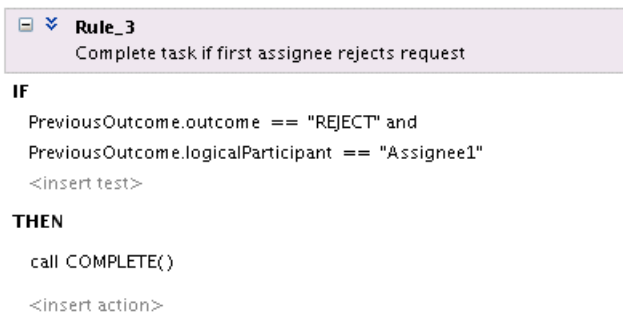 Rule_3
Complete task if first assignee rejects request
IF
PreviousOutcome.outcome == "REJECT" and
PreviousOutcome.logicalParticipant == "Assignee1"
<insert test>
THEN
call COMPLETE()
<insert action>